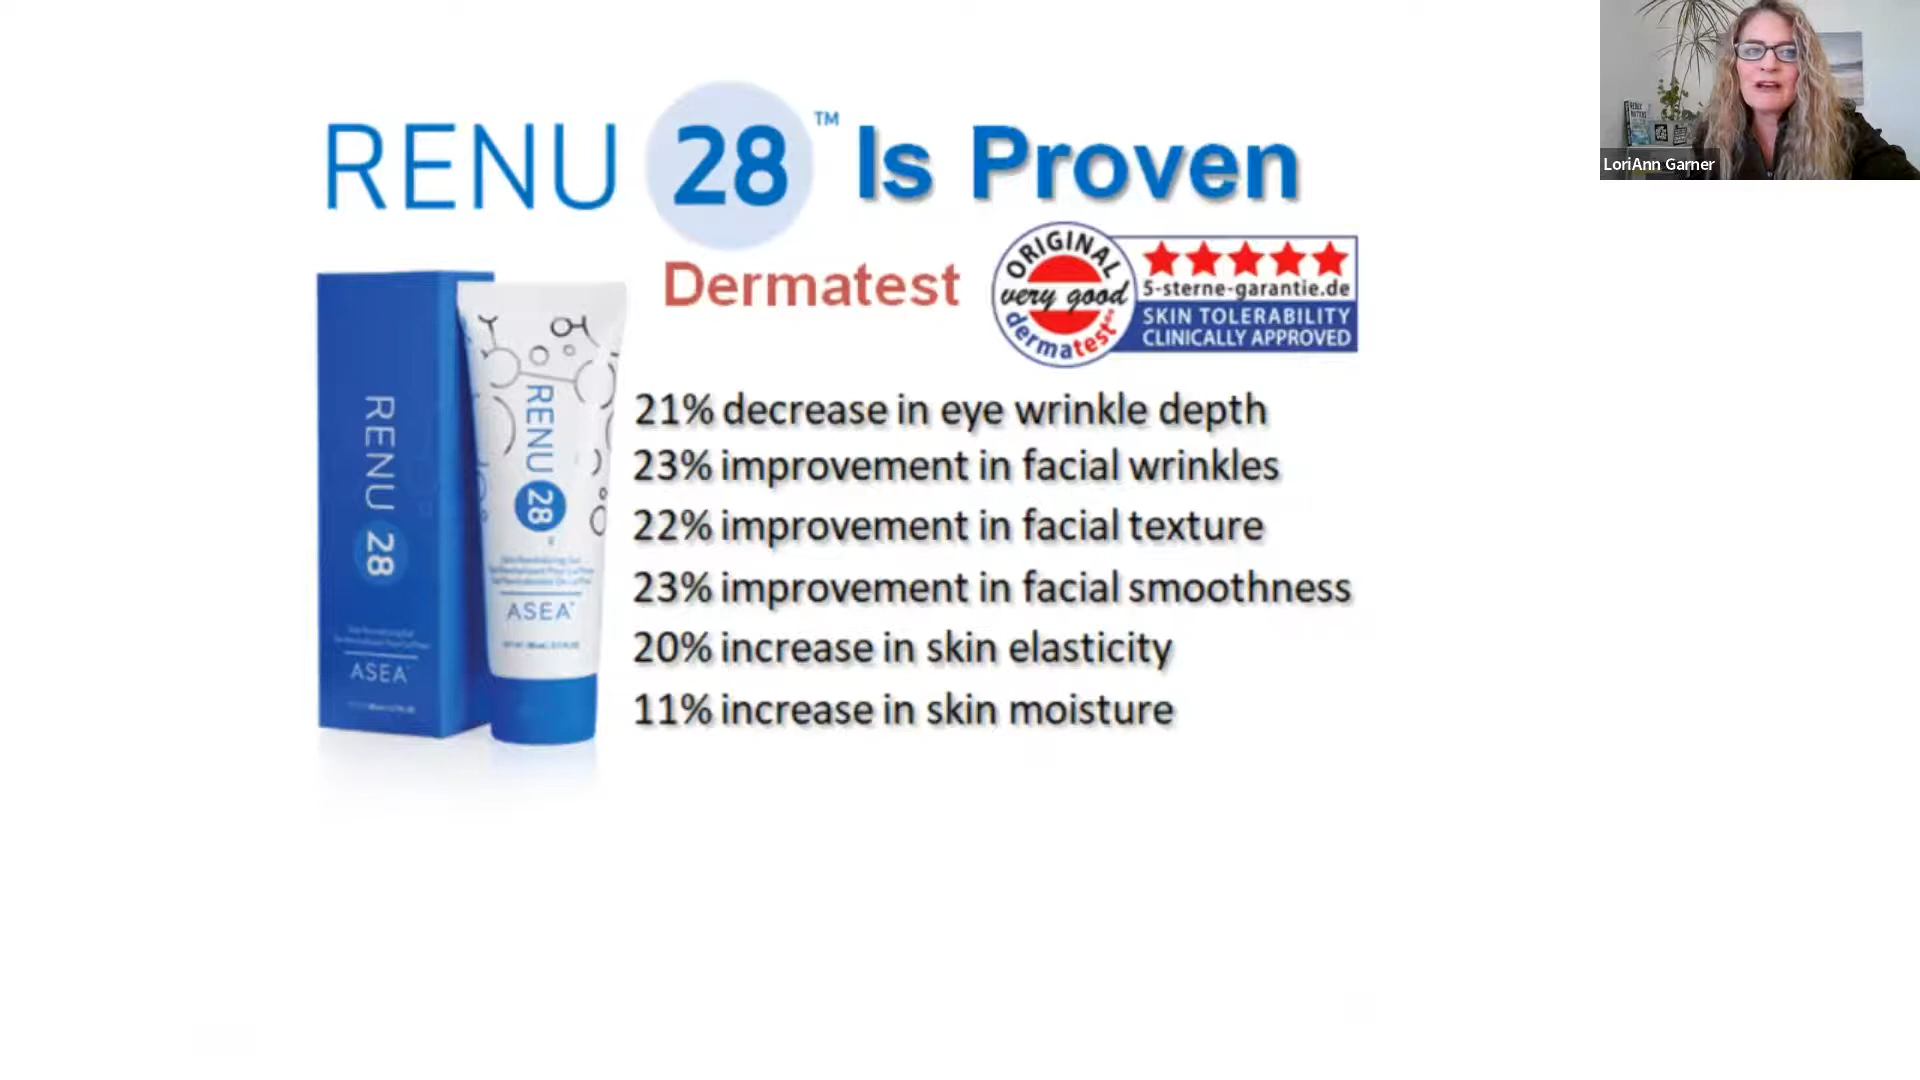 RENU 28™ Is Proven
LoriAnn Garner
Dermatest
ORIGINAL
very good
dermatest
5-sterne-garantie.de
SKIN TOLERABILITY
CLINICALLY APPROVED
21% decrease in eye wrinkle depth
23% improvement in facial wrinkles
22% improvement in facial texture
23% improvement in facial smoothness
20% increase in skin elasticity
11% increase in skin moisture
RENU 28
ASEA
RENU 28
ASEA